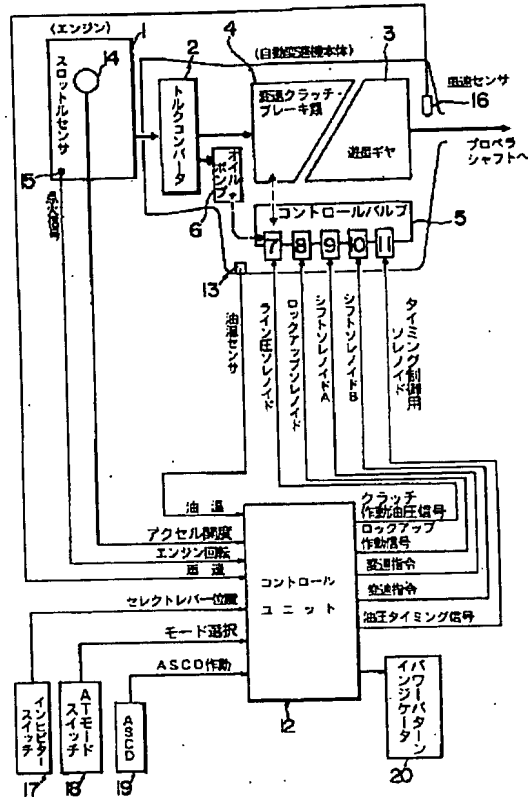 (エンジン)
1
14
スロットルセンサ
15
点火信号
2
トルクコンバータ
4
(自動変速機本体)
3
変速クラッチ・
ブレーキ類
遊星ギヤ
車速センサ
16
プロペラ
シャフトへ
オイル
ポンプ
6
コントロールバルブ
5
7
8
9
10
11
13
油温センサ
ライン圧ソレノイド
ロックアップソレノイド
シフトソレノイドA
シフトソレノイドB
タイミング制御用
ソレノイド
油温
アクセル開度
エンジン回転
車速
セレクトレバー位置
モード選択
ASCD作動
コントロール
ユニット
12
クラッチ
作動油圧信号
ロックアップ
作動信号
変速指令
変速指令
油圧タイミング信号
インヒビター
スイッチ
17
ATモード
スイッチ
18
ASCD
19
パワーパターン
インジケータ
20